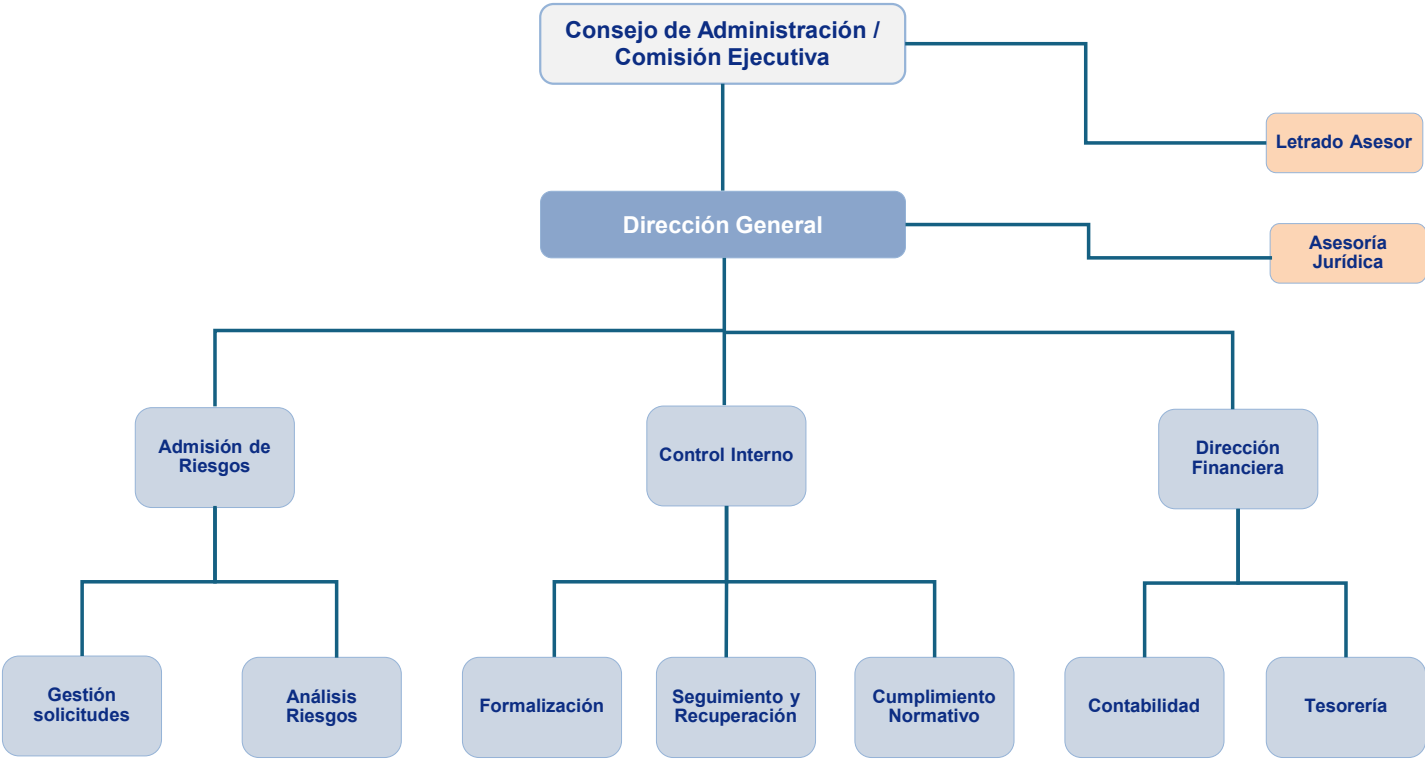 Consejo de Administración /
Comisión Ejecutiva
Letrado Asesor
Dirección General
Asesoría
Jurídica
Admisión de
Riesgos
Control Interno
Dirección
Financiera
Gestión
solicitudes
Análisis
Riesgos
Formalización
Seguimiento y
Recuperación
Cumplimiento
Normativo
Contabilidad
Tesorería